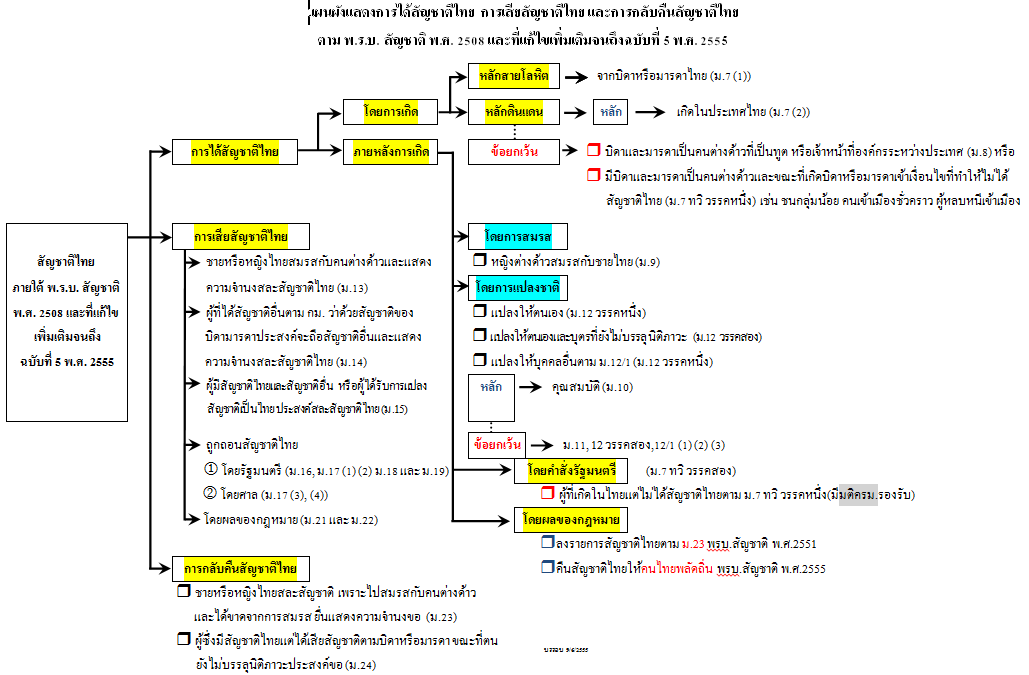 แผนผังแสดงการได้สัญชาติไทย การเสียสัญชาติไทย และการกลับคืนสัญชาติไทย
ตาม พ.ร.บ. สัญชาติ พ.ศ. 2508 และที่แก้ไขเพิ่มเติมจนถึงฉบับที่ 5 พ.ศ. 2555
สัญชาติไทย
ภายใต้ พ.ร.บ. สัญชาติ
พ.ศ. 2508 และที่แก้ไข
เพิ่มเติมจนถึง
ฉบับที่ 5 พ.ศ. 2555
การได้สัญชาติไทย
โดยการเกิด
หลักสายโลหิต
จากบิดาหรือมารดาไทย (ม.7 (1))
หลักดินแดน
หลัก
เกิดในประเทศไทย (ม.7 (2))
ข้อยกเว้น
บิดาและมารดาเป็นคนต่างด้าวที่เป็นทูต หรือเจ้าหน้าที่องค์กรระหว่างประเทศ (ม.8) หรือ
มีบิดาและมารดาเป็นคนต่างด้าวและขณะที่เกิดบิดาหรือมารดาเข้าเงื่อนไขที่ทำให้ไม่ได้
สัญชาติไทย (ม.7 ทวิ วรรคหนึ่ง) เช่น ชนกลุ่มน้อย คนเข้าเมืองชั่วคราว ผู้หลบหนีเข้าเมือง
ภายหลังการเกิด
โดยการสมรส
หญิงต่างด้าวสมรสกับชายไทย (ม.9)
โดยการแปลงชาติ
แปลงให้ตนเอง (ม.12 วรรคหนึ่ง)
แปลงให้ตนเองและบุตรที่ยังไม่บรรลุนิติภาวะ (ม.12 วรรคสอง)
แปลงให้บุคคลอื่นตาม ม.12/1 (ม.12 วรรคหนึ่ง)
หลัก
คุณสมบัติ (ม.10)
ข้อยกเว้น
ม.11, 12 วรรคสอง,12/1 (1) (2) (3)
โดยคำสั่งรัฐมนตรี
(ม.7 ทวิ วรรคสอง)
ผู้ที่เกิดในไทยแต่ไม่ได้สัญชาติไทยตาม ม.7 ทวิ วรรคหนึ่ง(มีมติครม.รองรับ)
โดยผลของกฎหมาย
ลงรายการสัญชาติไทยตาม ม.23 พรบ.สัญชาติ พ.ศ.2551
คืนสัญชาติไทยให้คนไทยพลัดถิ่น พรบ.สัญชาติ พ.ศ.2555
การเสียสัญชาติไทย
ชายหรือหญิงไทยสมรสกับคนต่างด้าวและแสดง
ความจำนงสละสัญชาติไทย (ม.13)
ผู้ที่ได้สัญชาติอื่นตาม กม. ว่าด้วยสัญชาติของ
บิดามารดาประสงค์จะถือสัญชาติอื่นและแสดง
ความจำนงสละสัญชาติไทย (ม.14)
ผู้มีสัญชาติไทยและสัญชาติอื่น หรือผู้ได้รับการแปลง
สัญชาติเป็นไทยประสงค์สละสัญชาติไทย (ม.15)
ถูกถอนสัญชาติไทย
① โดยรัฐมนตรี (ม.16, ม.17 (1) (2) ม.18 และ ม.19)
② โดยศาล (ม.17 (3), (4))
โดยผลของกฎหมาย (ม.21 และ ม.22)
การกลับคืนสัญชาติไทย
ชายหรือหญิงไทยสละสัญชาติ เพราะไปสมรสกับคนต่างด้าว
และได้ขาดจากการสมรส ยื่นแสดงความจำนงขอ (ม.23)
ผู้ซึ่งมีสัญชาติไทยแต่ได้เสียสัญชาติตามบิดาหรือมารดา ขณะที่ตน
ยังไม่บรรลุนิติภาวะประสงค์ขอ (ม.24)